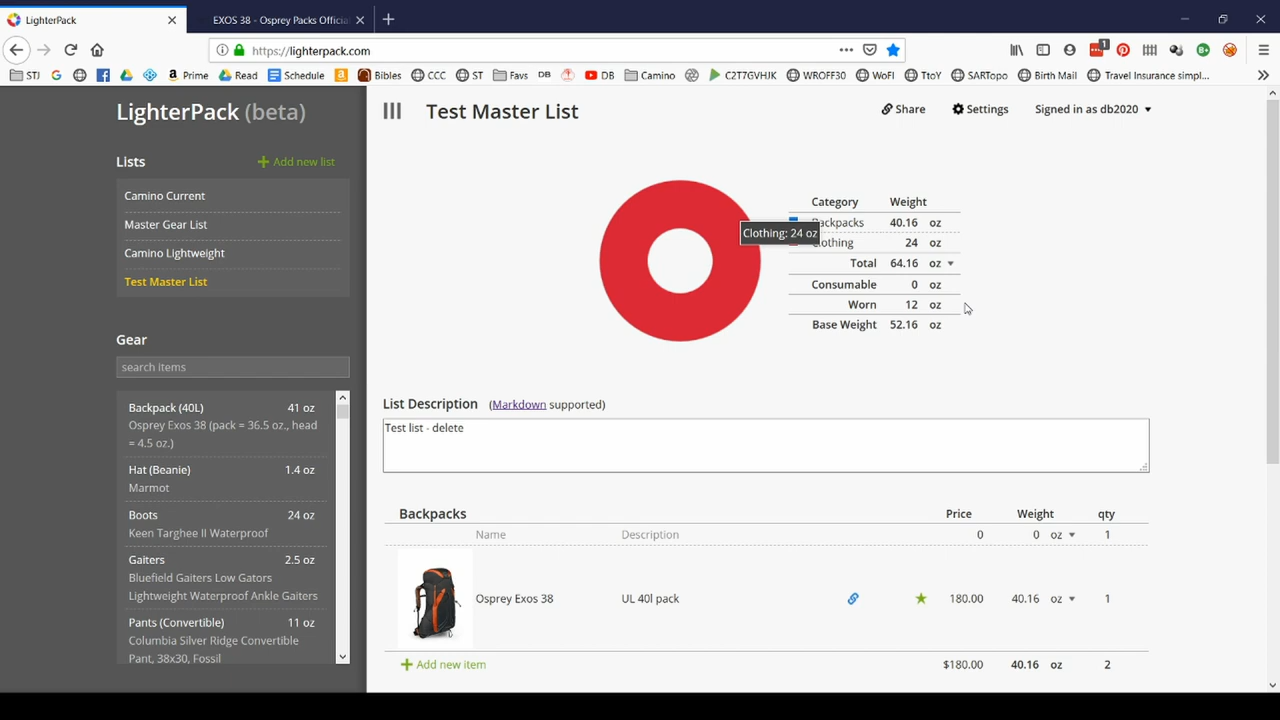 LighterPack
EXOS 38 - Osprey Packs Official
https://lighterpack.com
1
STJ
Prime
Read
Schedule
Bibles
CCC
ST
Favs
DB
YT
DB
Camino
C2T7GVHJK
WROFF30
WoFI
TtoY
SARTopo
Birth Mail
Travel Insurance simpl...
LighterPack (beta)
Lists
Add new list
Camino Current
Master Gear List
Camino Lightweight
Test Master List
Gear
search items
Backpack (40L) 41 oz
Osprey Exos 38 (pack = 36.5 oz., head
= 4.5 oz.)
Hat (Beanie) 1.4 oz
Marmot
Boots 24 oz
Keen Targhee II Waterproof
Gaiters 2.5 oz
Bluefield Gaiters Low Gators
Lightweight Waterproof Ankle Gaiters
Pants (Convertible) 11 oz
Columbia Silver Ridge Convertible
Pant, 38x30, Fossil
Test Master List
Share
Settings
Signed in as db2020
Category Weight
Backpacks 40.16 oz
Clothing: 24 oz
Clothing 24 oz
Total 64.16 oz
Consumable 0 oz
Worn 12 oz
Base Weight 52.16 oz
List Description (Markdown supported)
Test list - delete
Backpacks Price Weight qty
Name Description 0 0 oz 1
Osprey Exos 38 UL 40l pack 180.00 40.16 oz 1
Add new item $180.00 40.16 oz 2